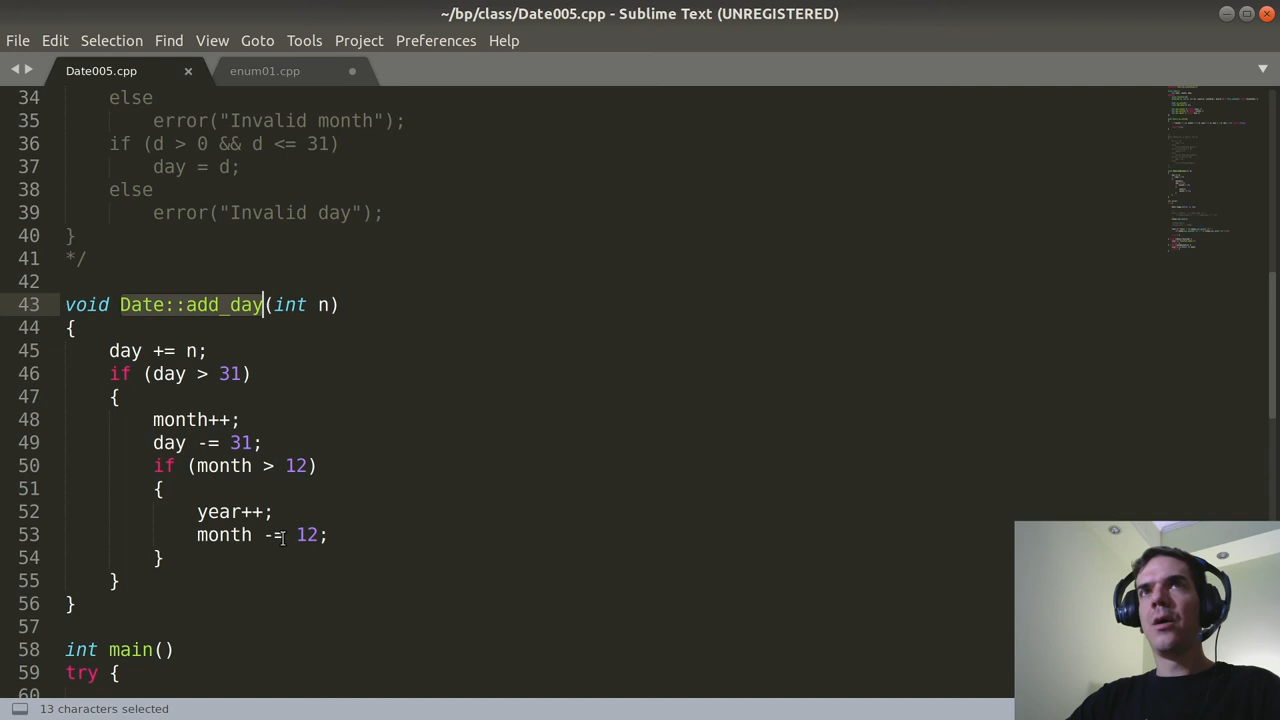 ~/bp/class/Date005.cpp - Sublime Text (UNREGISTERED)
File Edit Selection Find View Goto Tools Project Preferences Help
Date005.cpp × enum01.cpp
34 else
35 error("Invalid month");
36 if (d > 0 && d <= 31)
37 day = d;
38 else
39 error("Invalid day");
40 }
41 */
42
43 void Date::add_day(int n)
44 {
45 day += n;
46 if (day > 31)
47 {
48 month++;
49 day -= 31;
50 if (month > 12)
51 {
52 year++;
53 month -= 12;
54 }
55 }
56 }
57
58 int main()
59 try {
60
13 characters selected